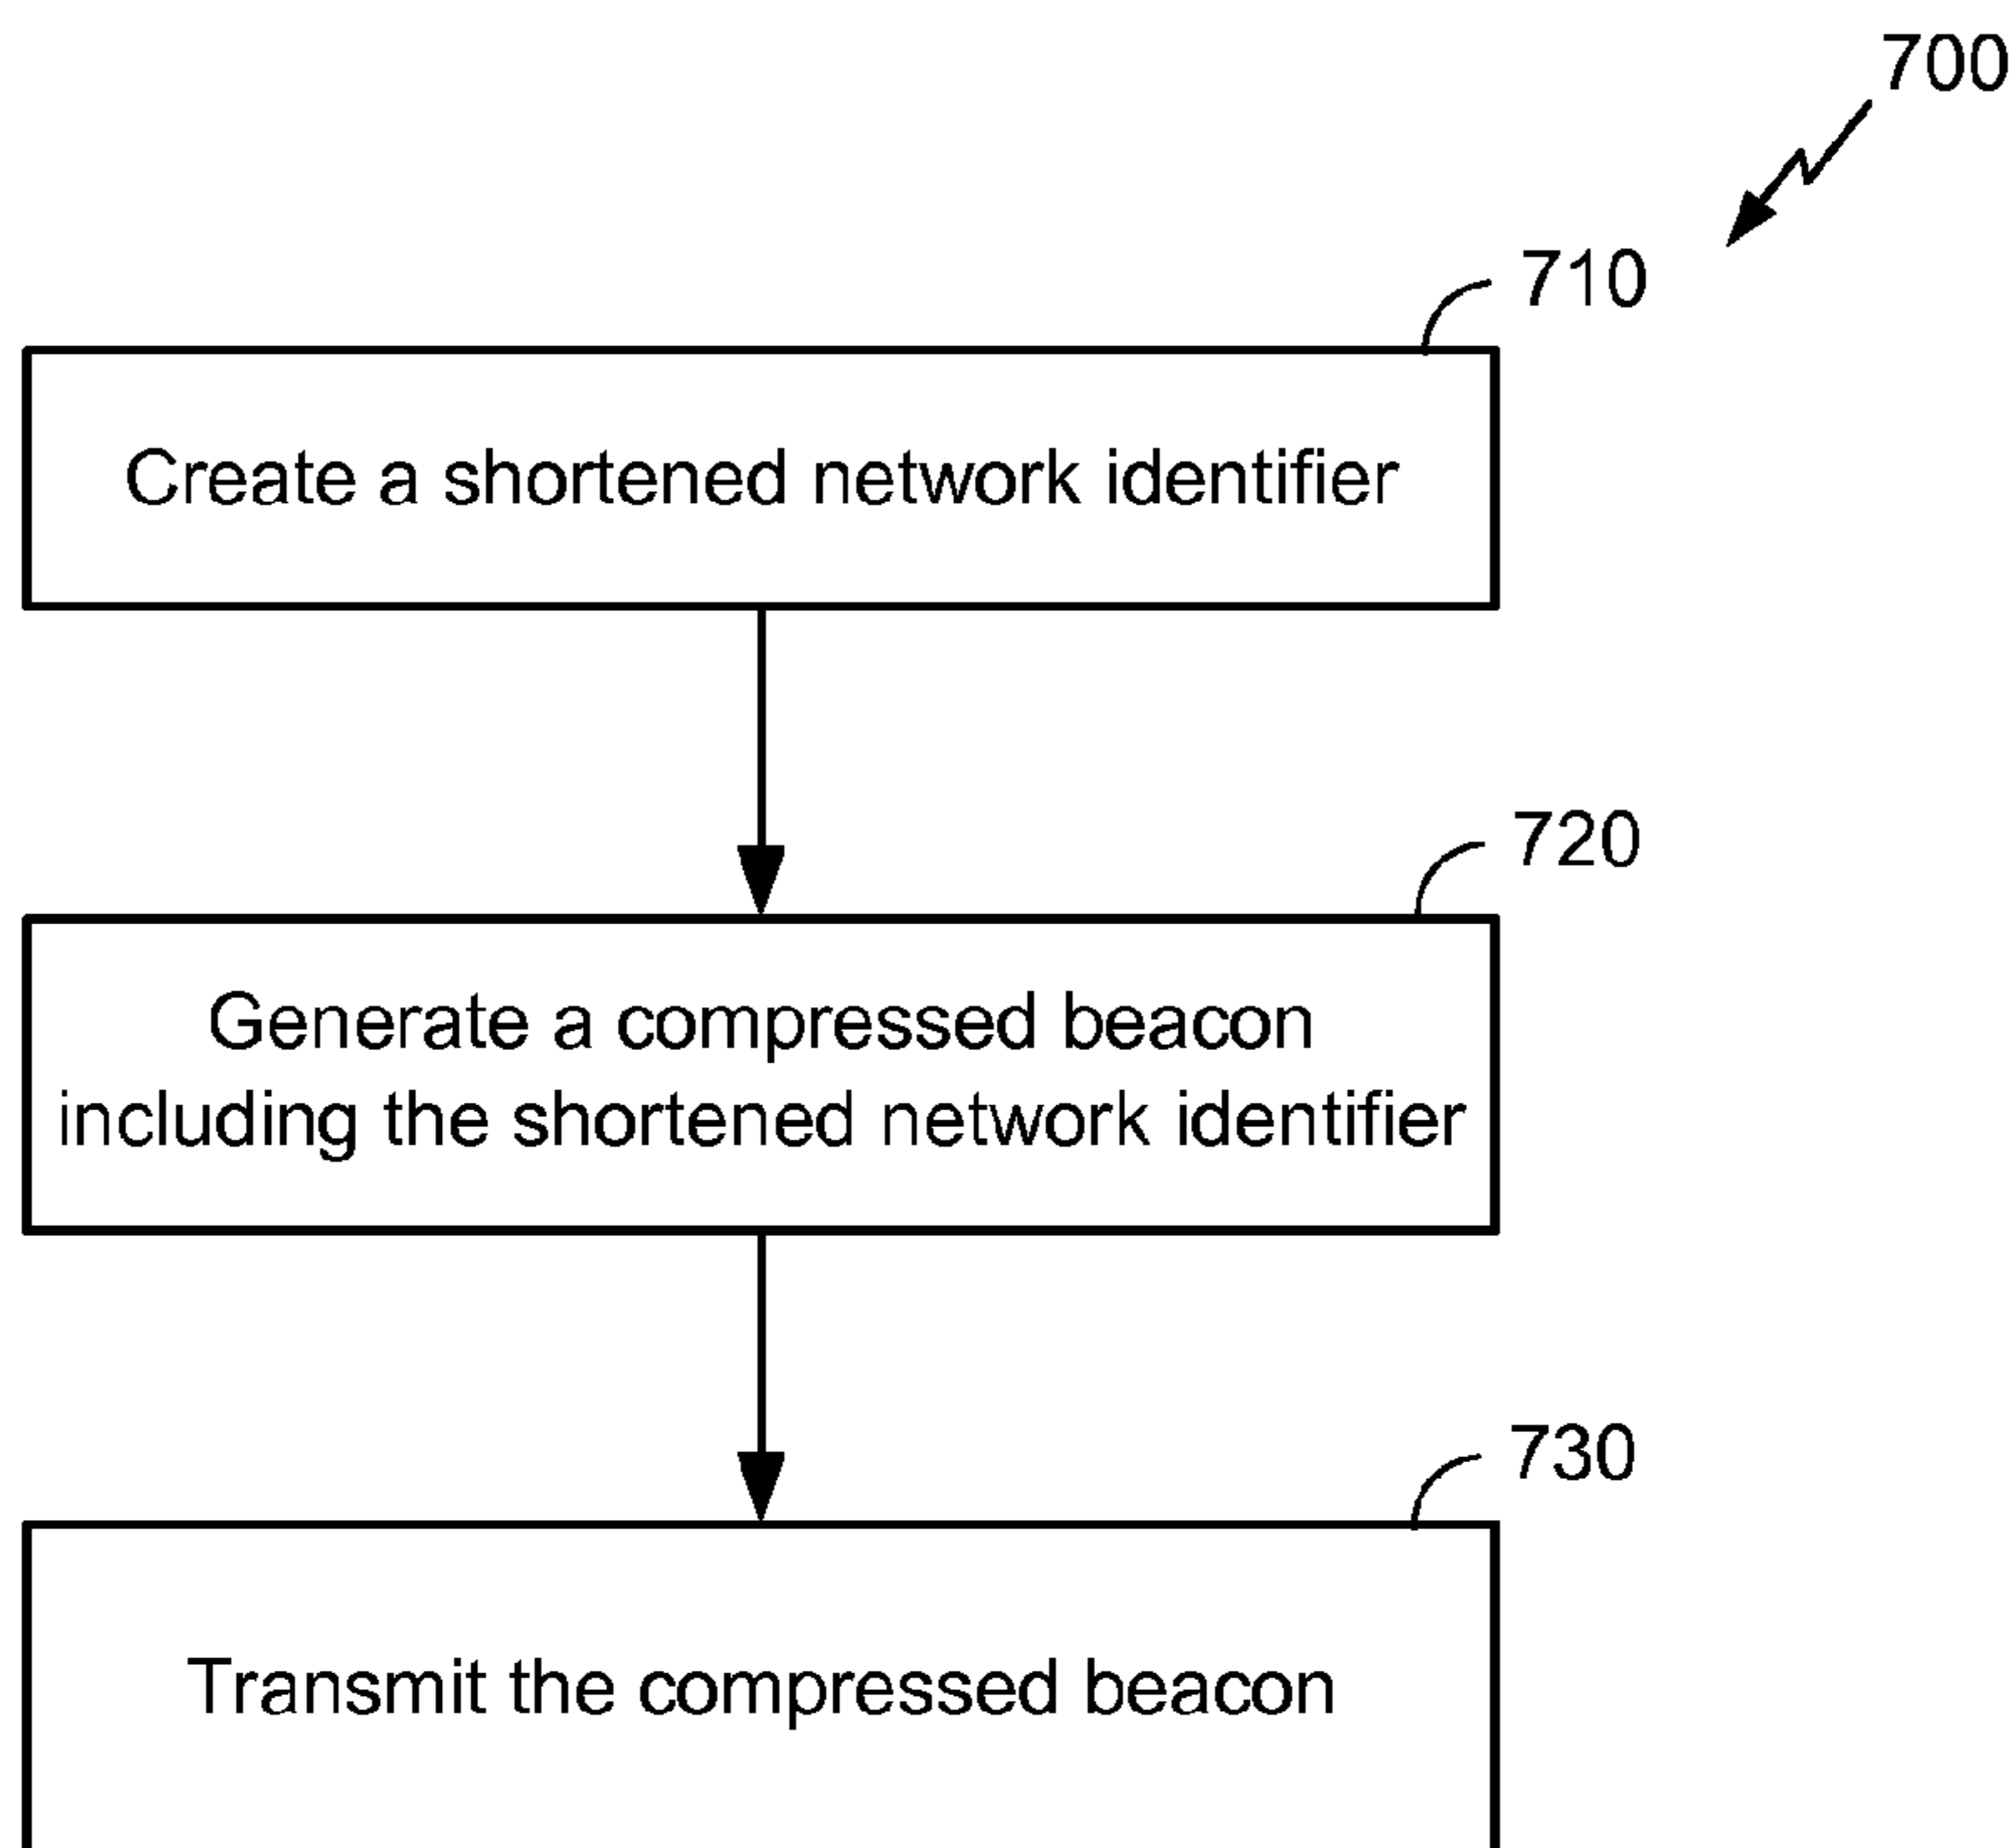 700
710
Create a shortened network identifier
720
Generate a compressed beacon
including the shortened network identifier
730
Transmit the compressed beacon